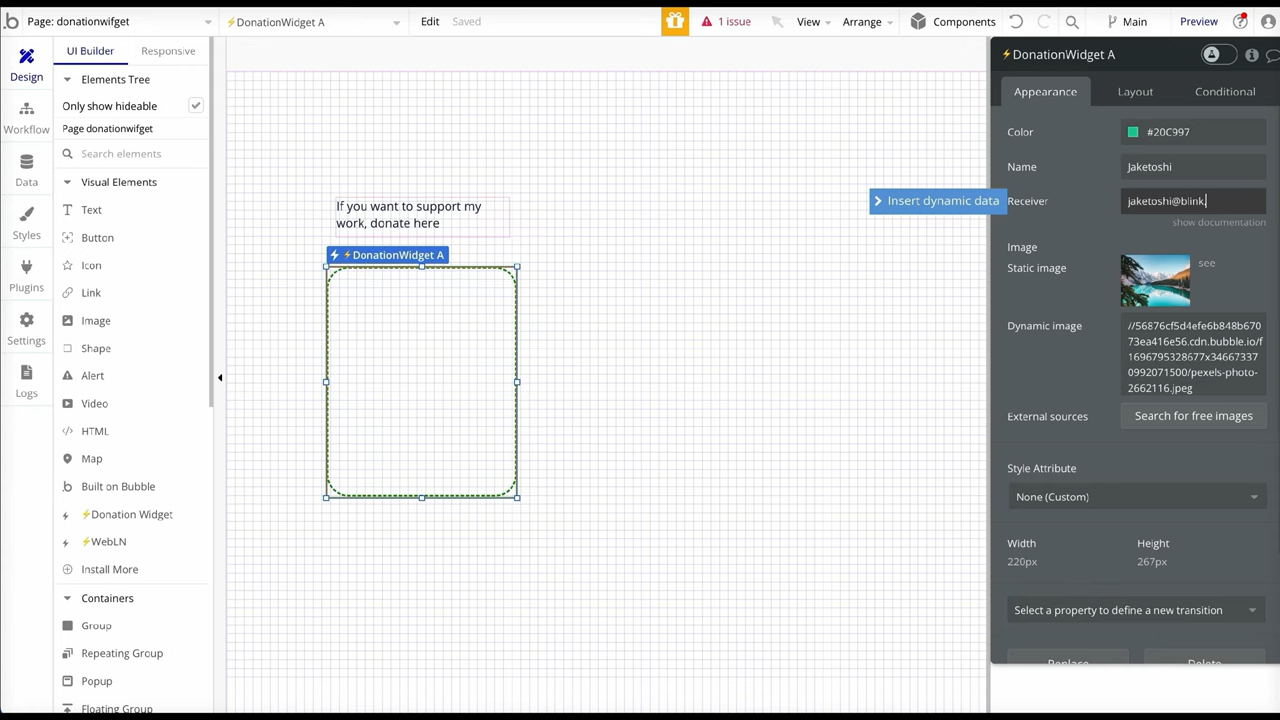 Page: donationwifget
⚡DonationWidget A
Edit
Saved
1 issue
View
Arrange
Components
Main
Preview
Design
Workflow
Data
Styles
Plugins
Settings
Logs
UI Builder
Responsive
Elements Tree
Only show hideable
Page donationwifget
Search elements
Visual Elements
Text
Button
Icon
Link
Image
Shape
Alert
Video
HTML
Map
Built on Bubble
⚡Donation Widget
⚡WebLN
Install More
Containers
Group
Repeating Group
Popup
Floating Group
If you want to support my
work, donate here
⚡DonationWidget A
Insert dynamic data
⚡DonationWidget A
Appearance
Layout
Conditional
Color
#20C997
Name
Jaketoshi
Receiver
jaketoshi@blink.
show documentation
Image
Static image
see
Dynamic image
//56876cf5d4efe6b848b670
73ea416e56.cdn.bubble.io/f
1696795328677x34667337
0992071500/pexels-photo-
2662116.jpeg
External sources
Search for free images
Style Attribute
None (Custom)
Width
Height
220px
267px
Select a property to define a new transition
Replace
Delete